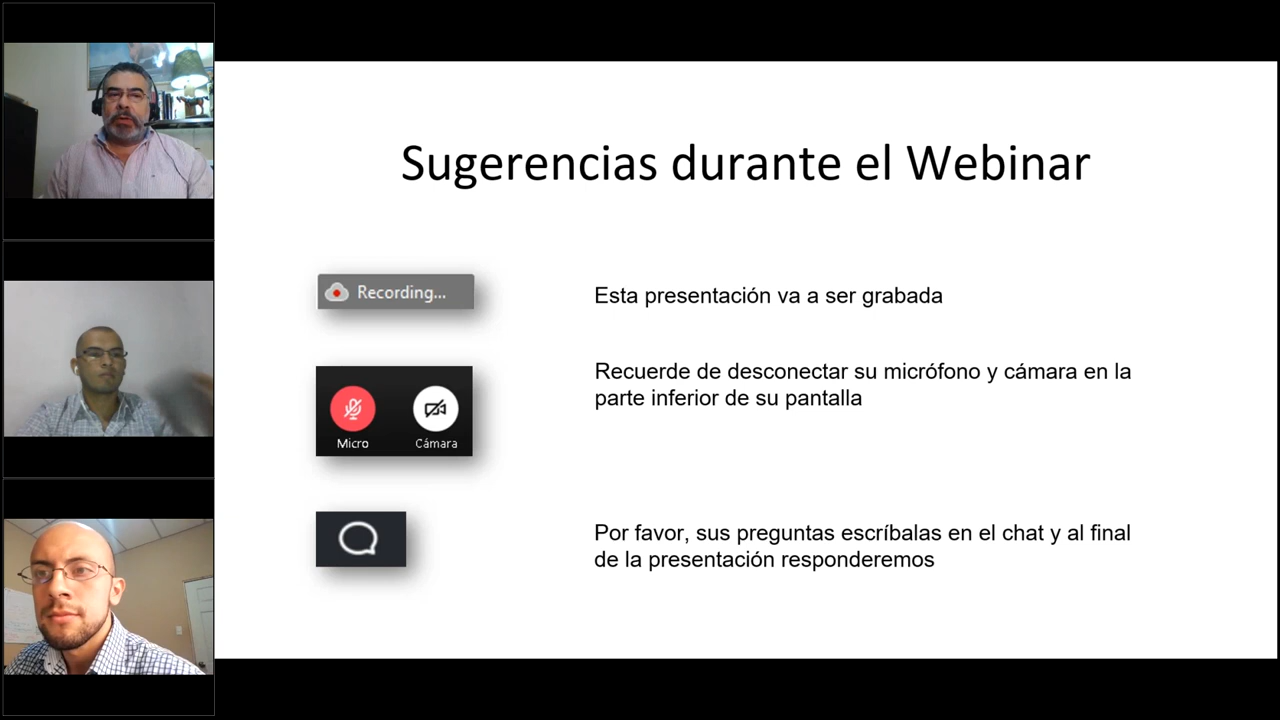 Sugerencias durante el Webinar
Recording...
Esta presentación va a ser grabada
Recuerde de desconectar su micrófono y cámara en la
parte inferior de su pantalla
Micro
Cámara
Por favor, sus preguntas escríbalas en el chat y al final
de la presentación responderemos